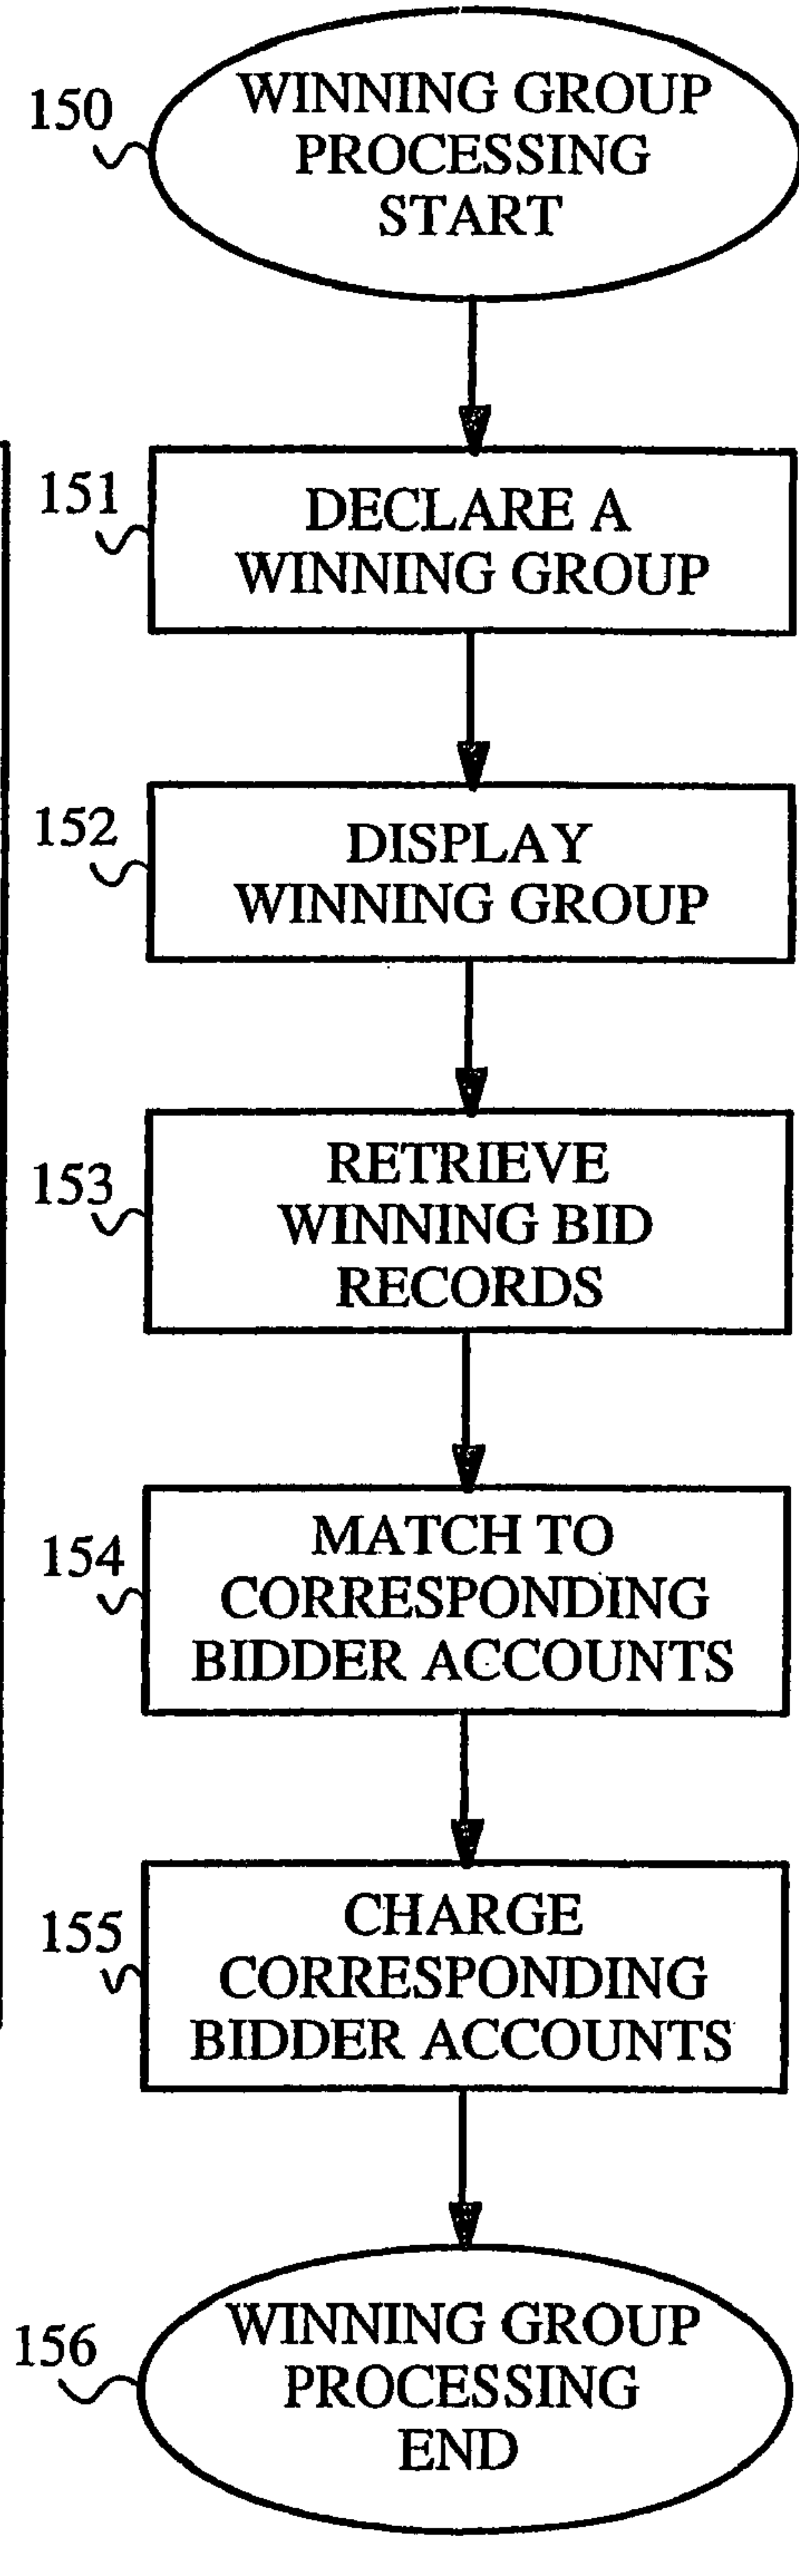 150
WINNING GROUP
PROCESSING
START
151
DECLARE A
WINNING GROUP
152
DISPLAY
WINNING GROUP
153
RETRIEVE
WINNING BID
RECORDS
154
MATCH TO
CORRESPONDING
BIDDER ACCOUNTS
155
CHARGE
CORRESPONDING
BIDDER ACCOUNTS
156
WINNING GROUP
PROCESSING
END